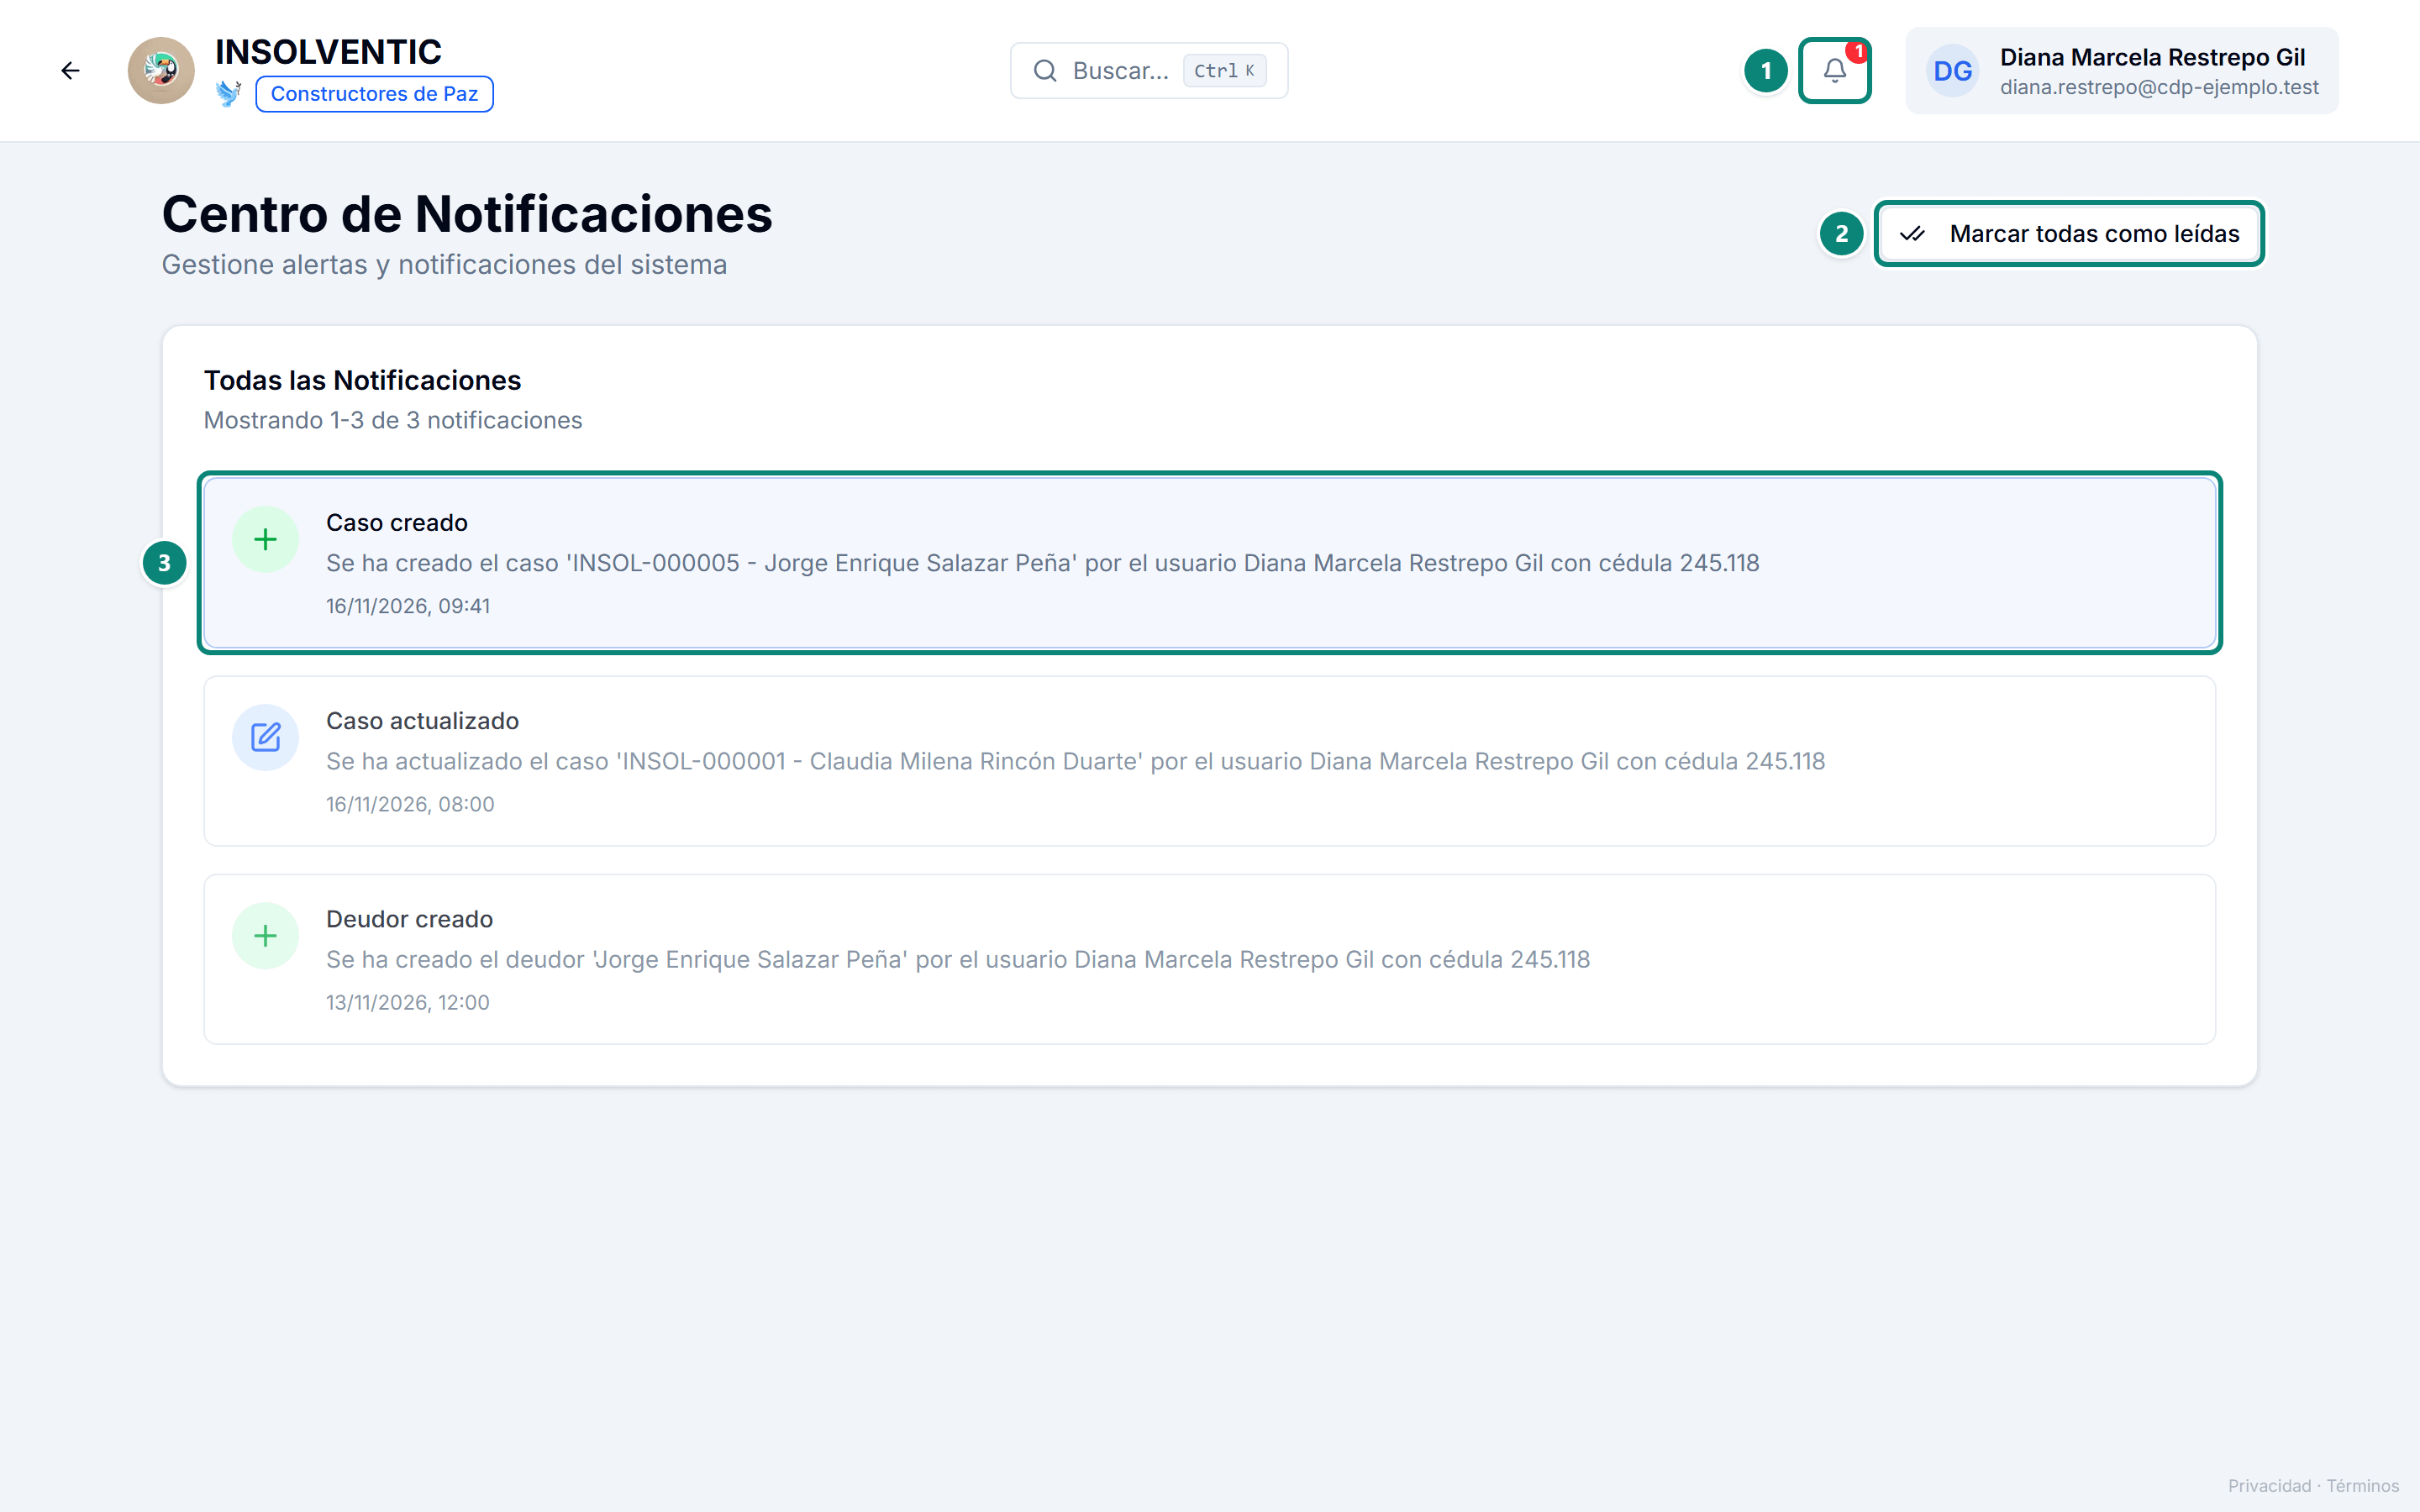 INSOLVENTIC
Constructores de Paz
Buscar... Ctrl K
1
1
DG
Diana Marcela Restrepo Gil
diana.restrepo@cdp-ejemplo.test
Centro de Notificaciones
Gestione alertas y notificaciones del sistema
2
Marcar todas como leídas
Todas las Notificaciones
Mostrando 1-3 de 3 notificaciones
3
Caso creado
Se ha creado el caso 'INSOL-000005 - Jorge Enrique Salazar Peña' por el usuario Diana Marcela Restrepo Gil con cédula 245.118
16/11/2026, 09:41
Caso actualizado
Se ha actualizado el caso 'INSOL-000001 - Claudia Milena Rincón Duarte' por el usuario Diana Marcela Restrepo Gil con cédula 245.118
16/11/2026, 08:00
Deudor creado
Se ha creado el deudor 'Jorge Enrique Salazar Peña' por el usuario Diana Marcela Restrepo Gil con cédula 245.118
13/11/2026, 12:00
Privacidad · Términos